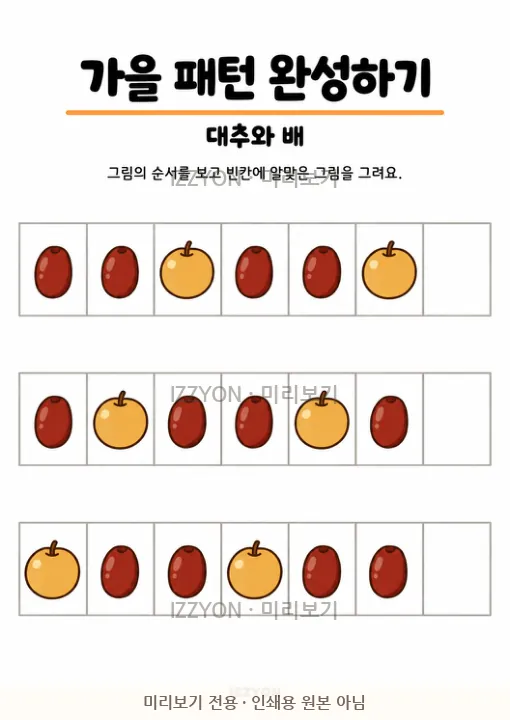 가을 패턴 완성하기
대추와 배
그림의 순서를 보고 빈칸에 알맞은 그림을 그려요.
IZZYON · 미리보기
IZZYON · 미리보기
IZZYON · 미리보기
IZZYON
미리보기 전용 · 인쇄용 원본 아님